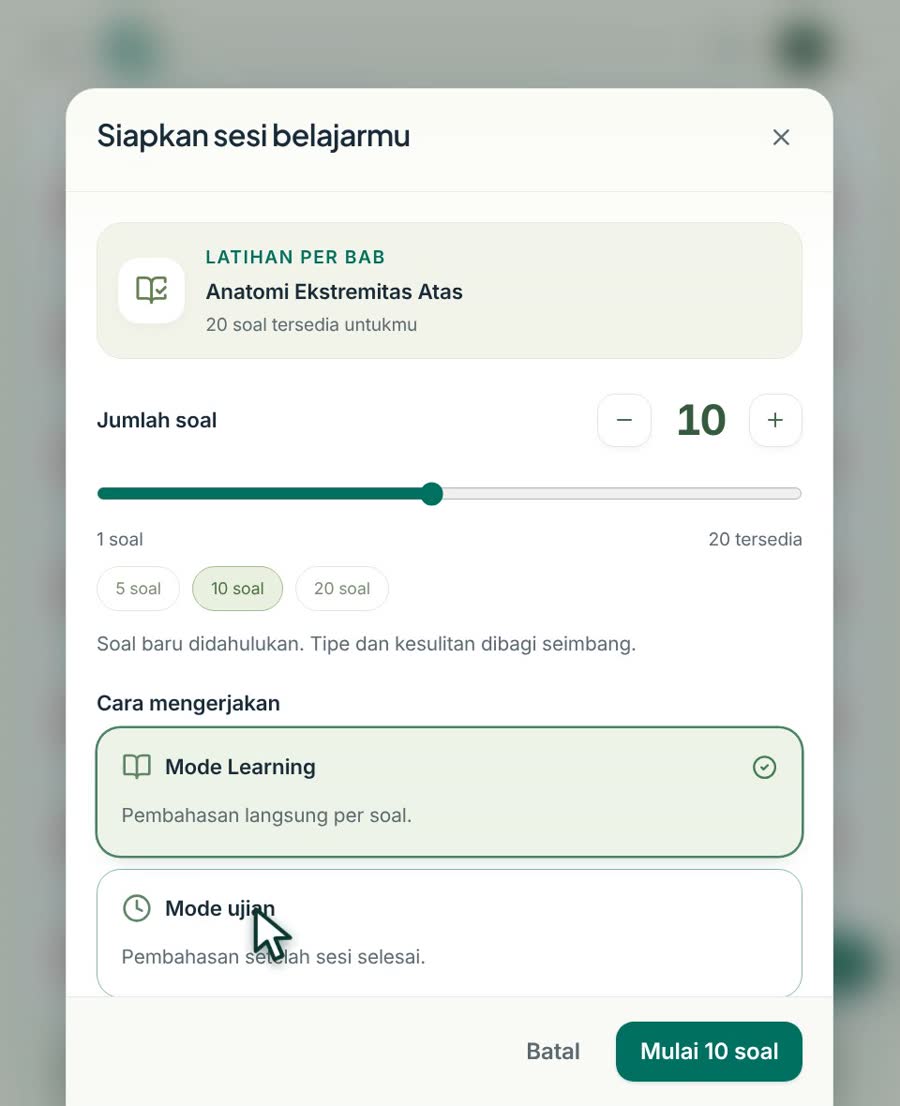 Siapkan sesi belajarmu
LATIHAN PER BAB
Anatomi Ekstremitas Atas
20 soal tersedia untukmu
Jumlah soal
10
1 soal
20 tersedia
5 soal
10 soal
20 soal
Soal baru didahulukan. Tipe dan kesulitan dibagi seimbang.
Cara mengerjakan
Mode Learning
Pembahasan langsung per soal.
Mode ujian
Pembahasan setelah sesi selesai.
Batal
Mulai 10 soal